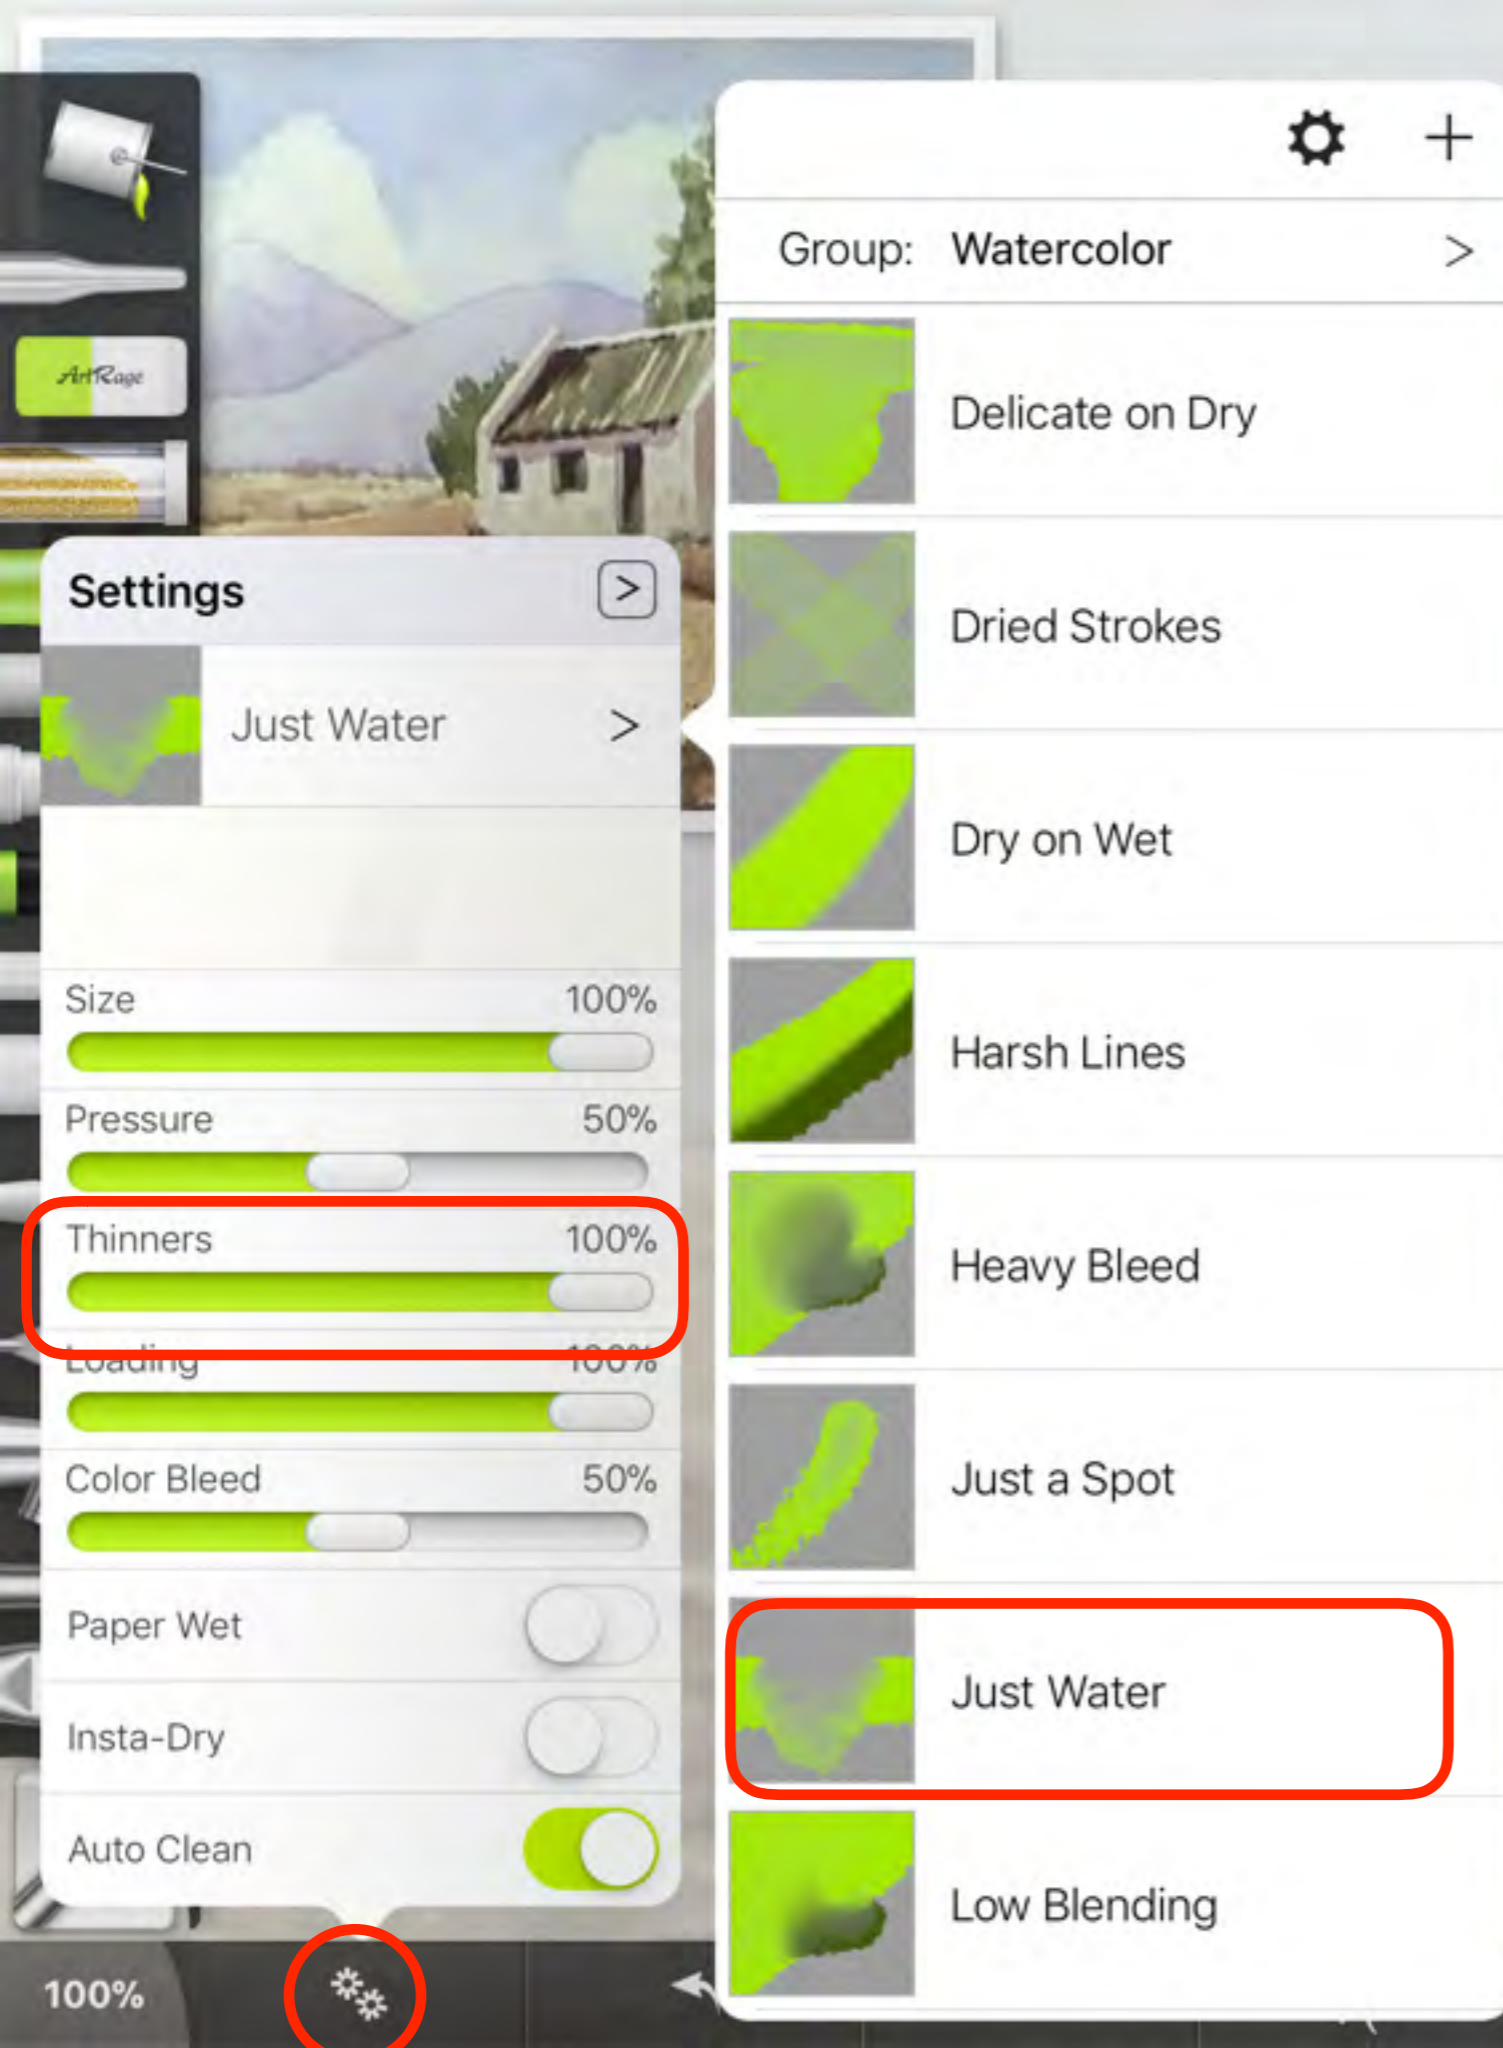 ArtRage
Settings
>
Just Water >
Size 100%
Pressure 50%
Thinners 100%
Loading 100%
Color Bleed 50%
Paper Wet
Insta-Dry
Auto Clean
100%
Group: Watercolor >
Delicate on Dry
Dried Strokes
Dry on Wet
Harsh Lines
Heavy Bleed
Just a Spot
Just Water
Low Blending